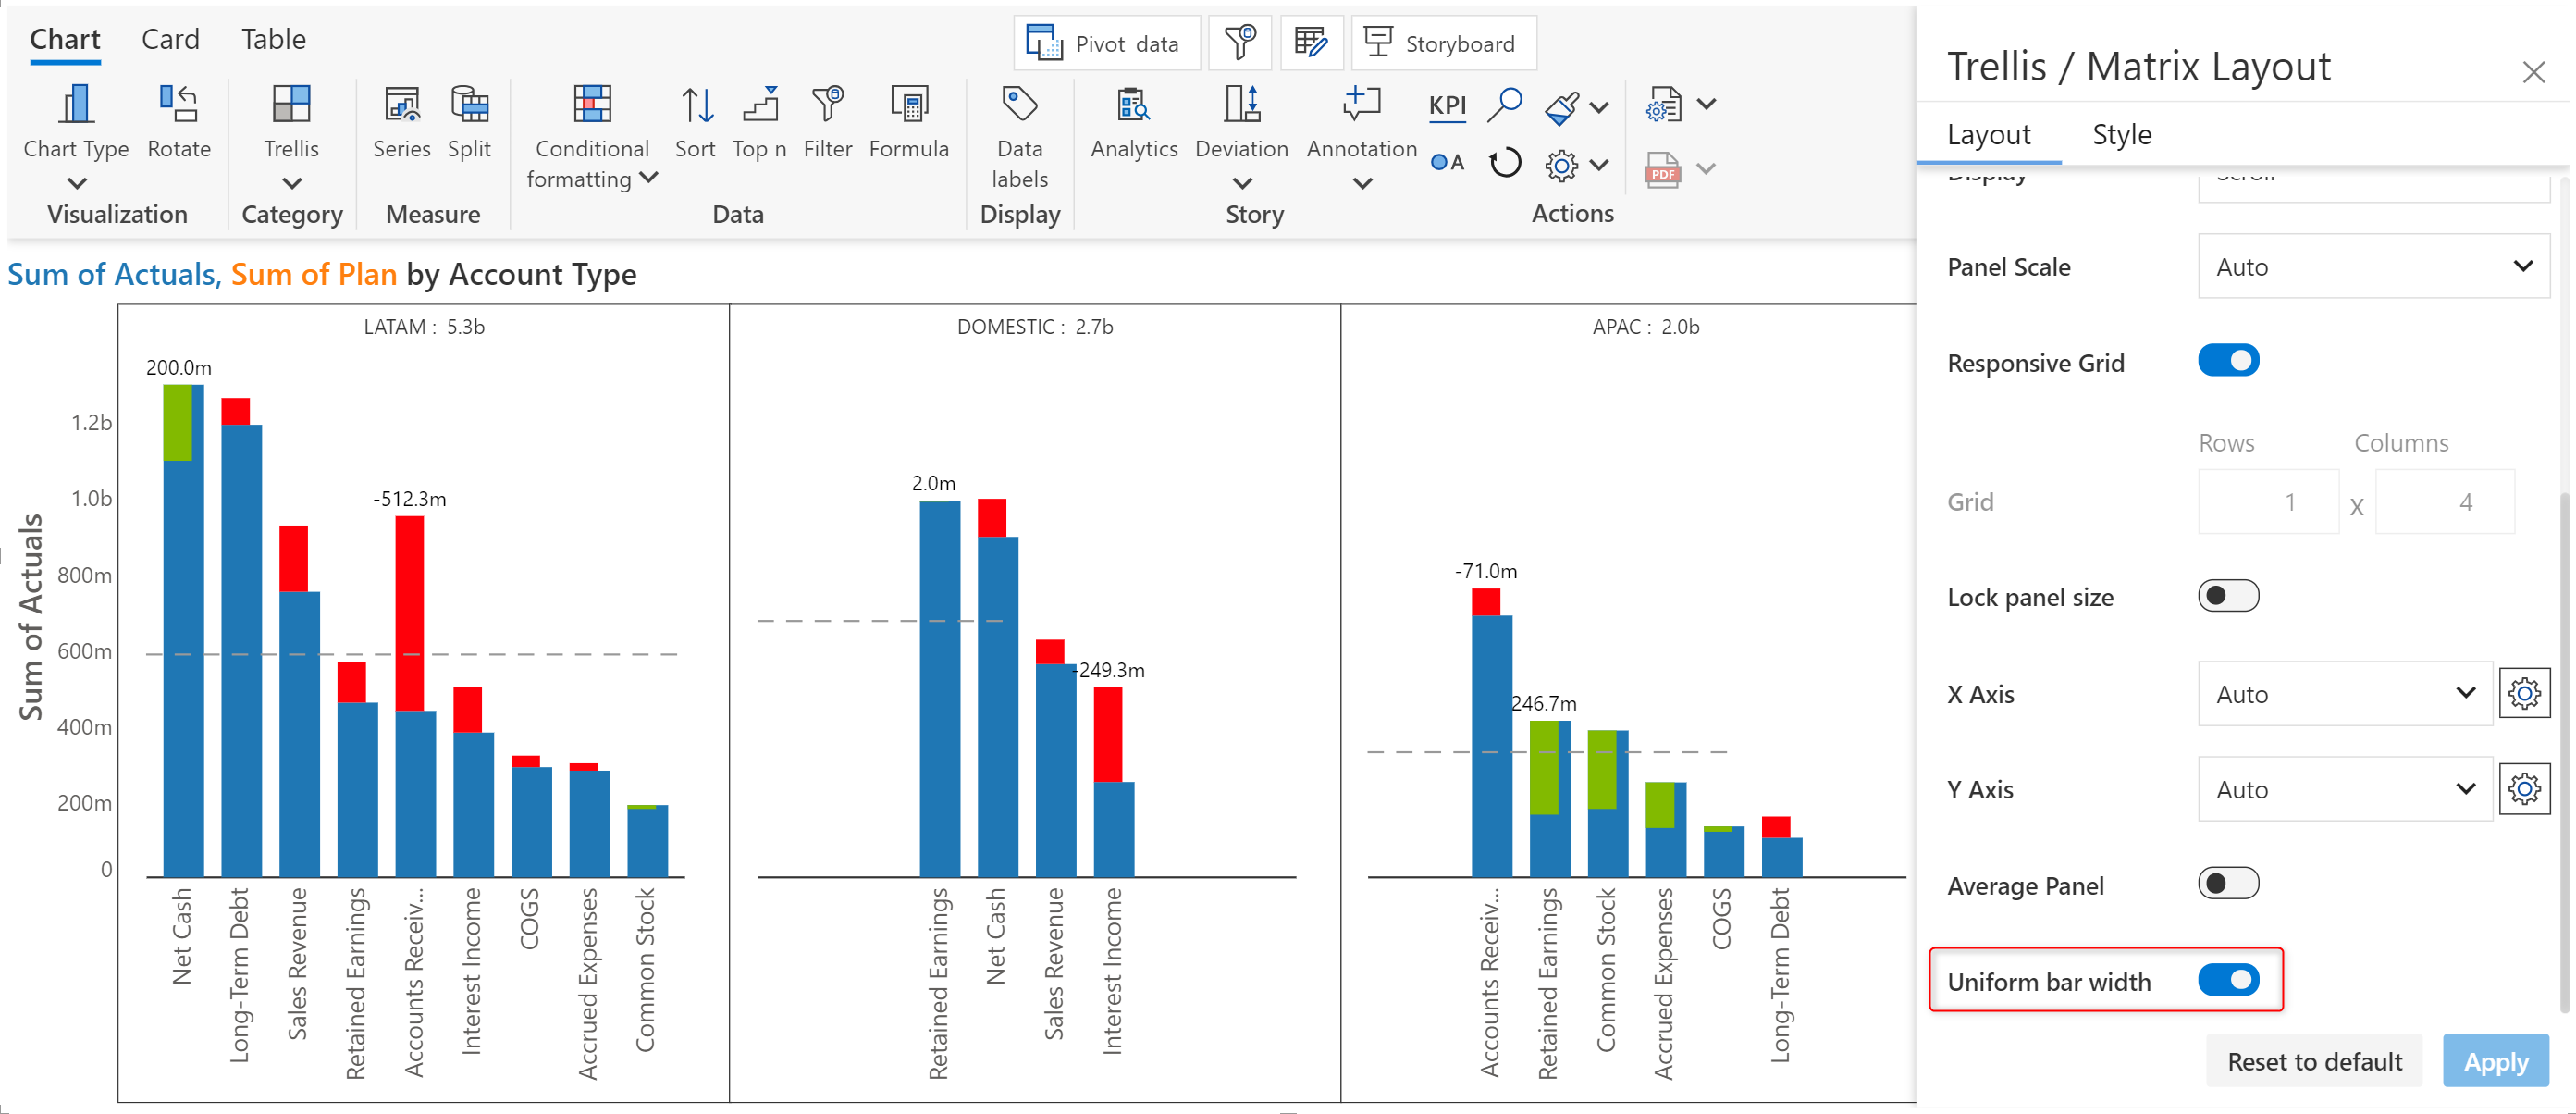 Chart Card Table
Pivot data
Storyboard
Chart Type
Rotate
Trellis
Series
Split
Conditional
formatting
Sort
Top n
Filter
Formula
Data
labels
Analytics
Deviation
Annotation
KPI
A
PDF
Visualization
Category
Measure
Data
Display
Story
Actions
Sum of Actuals, Sum of Plan by Account Type
Sum of Actuals
1.2b
1.0b
800m
600m
400m
200m
0
LATAM : 5.3b
200.0m
-512.3m
Net Cash
Long-Term Debt
Sales Revenue
Retained Earnings
Accounts Receiv...
Interest Income
COGS
Accrued Expenses
Common Stock
DOMESTIC : 2.7b
2.0m
-249.3m
Retained Earnings
Net Cash
Sales Revenue
Interest Income
APAC : 2.0b
-71.0m
246.7m
Accounts Receiv...
Retained Earnings
Common Stock
Accrued Expenses
COGS
Long-Term Debt
Trellis / Matrix Layout
Layout Style
Display Scroll
Panel Scale Auto
Responsive Grid
Rows Columns
Grid 1 X 4
Lock panel size
X Axis Auto
Y Axis Auto
Average Panel
Uniform bar width
Reset to default Apply